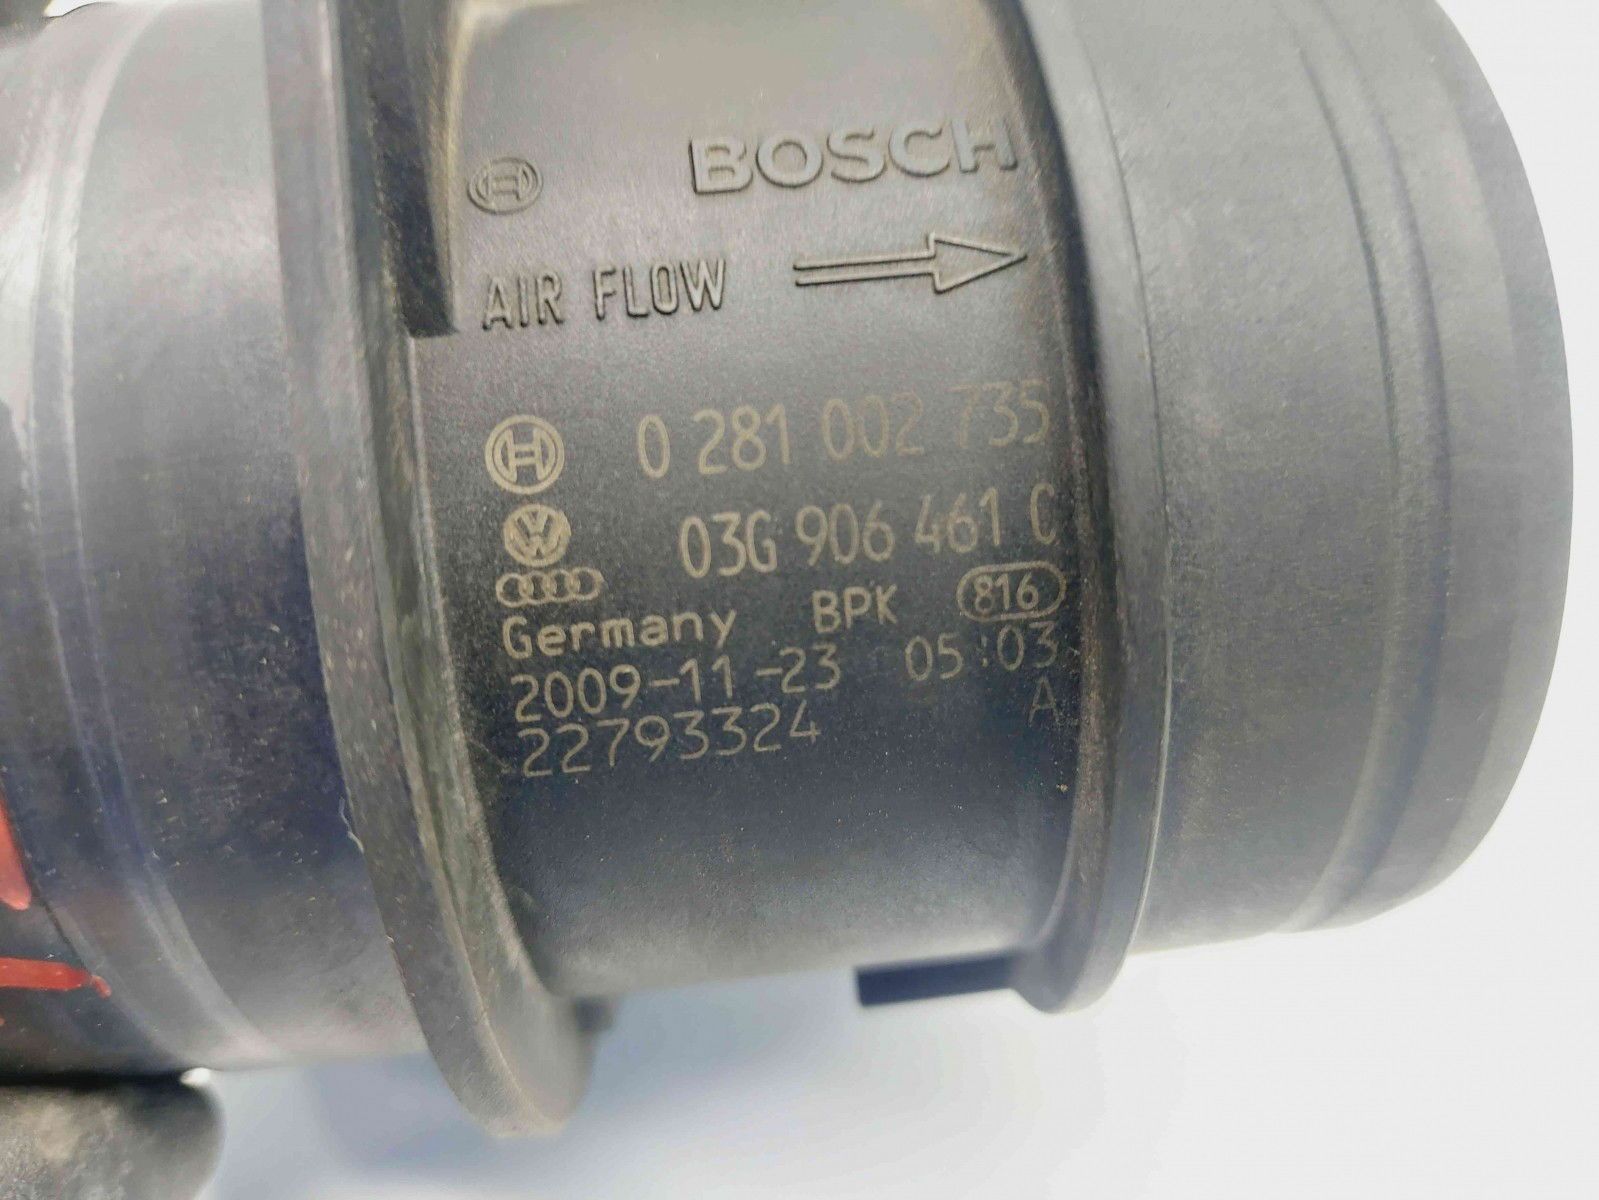 BOSCH
AIR FLOW
0 281 002 735
03G 906 461 C
Germany BPK 816
2009-11-23 05:03
22793324 A